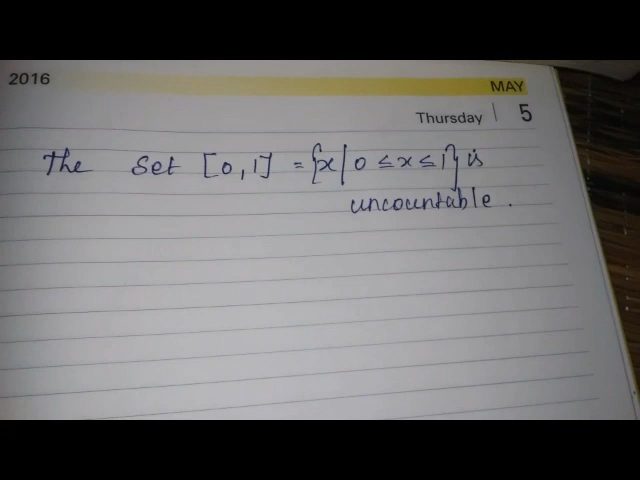 2016
MAY
Thursday 5
The set [0,1] = {x| 0 ≤ x ≤ 1} is
uncountable.